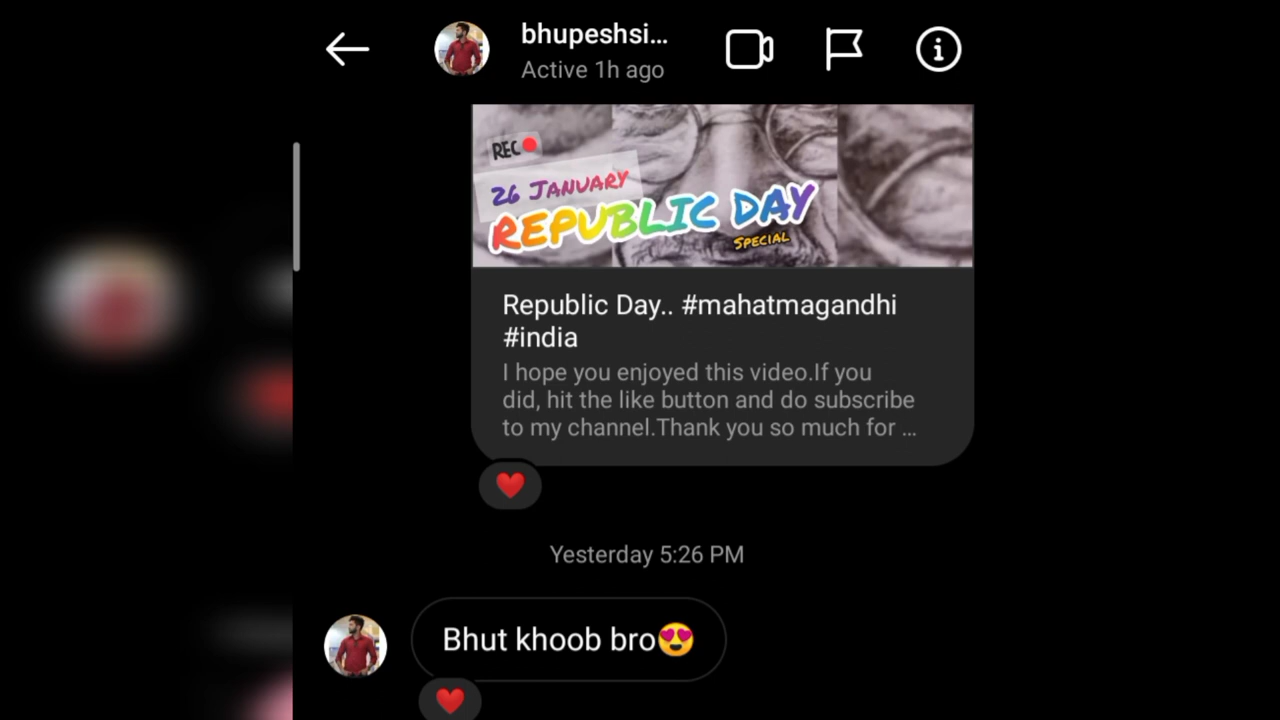 bhupeshsi...
Active 1h ago
REC
26 JANUARY
REPUBLIC DAY
SPECIAL
Republic Day.. #mahatmagandhi
#india
I hope you enjoyed this video.If you
did, hit the like button and do subscribe
to my channel.Thank you so much for ...
Yesterday 5:26 PM
Bhut khoob bro😍